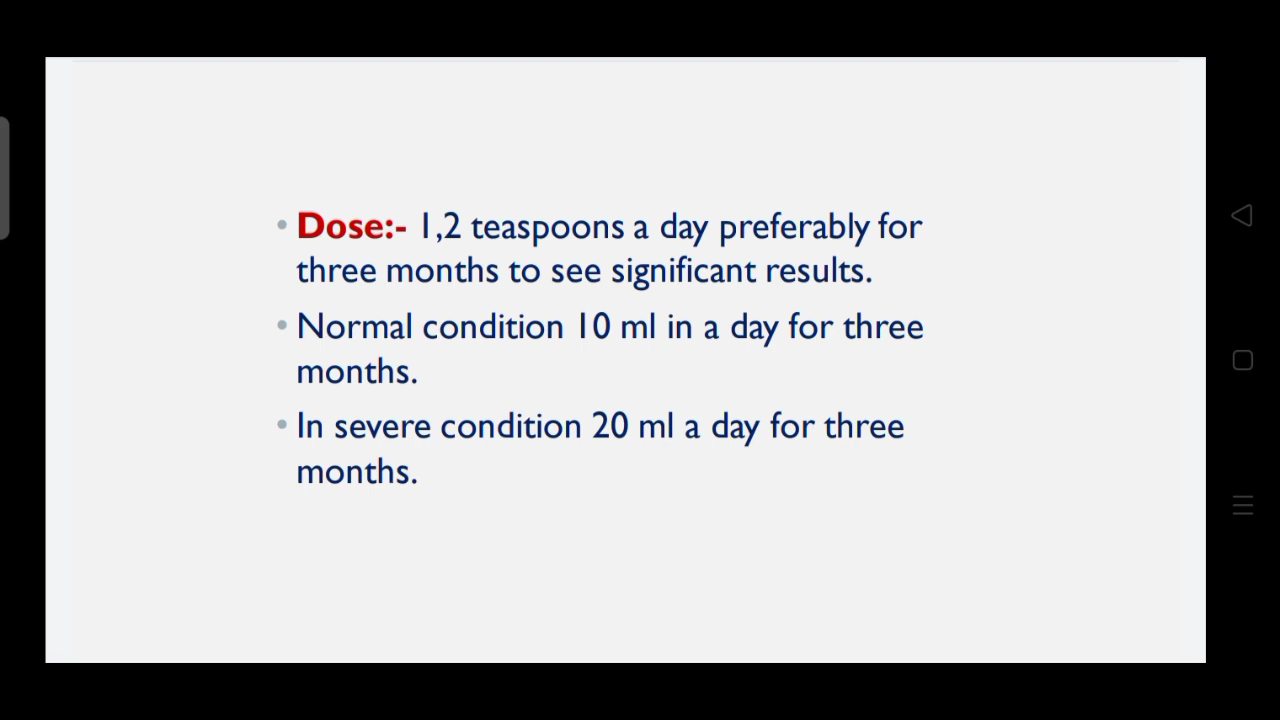 • Dose:- 1,2 teaspoons a day preferably for
three months to see significant results.
• Normal condition 10 ml in a day for three
months.
• In severe condition 20 ml a day for three
months.